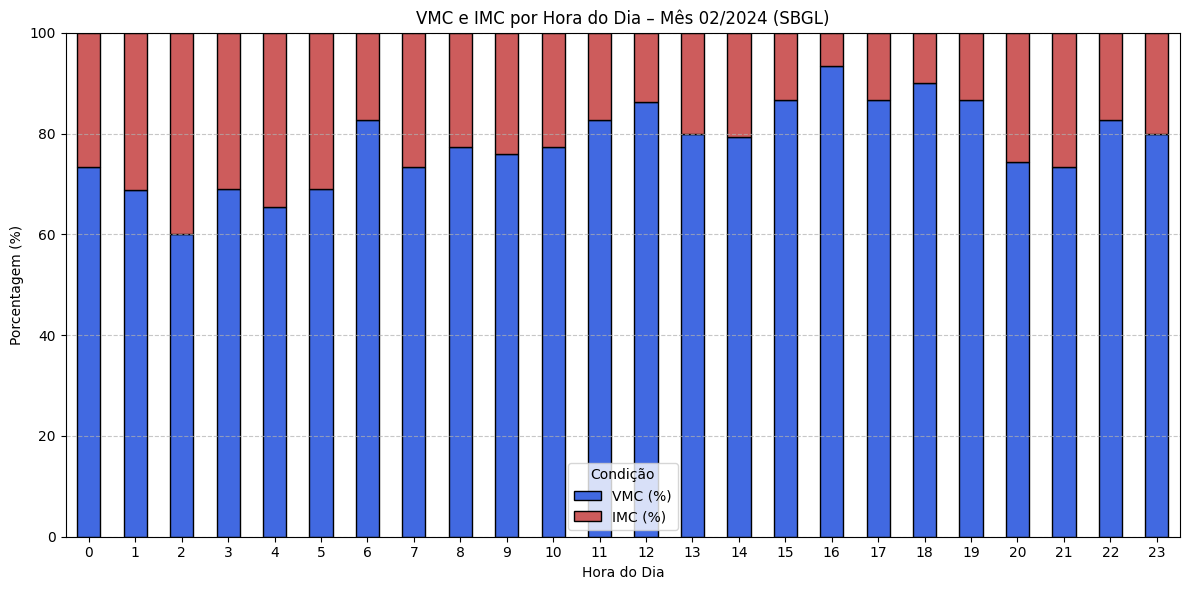 VMC e IMC por Hora do Dia – Mês 02/2024 (SBGL)
Porcentagem (%)
100
80
60
40
20
0
Condição
VMC (%)
IMC (%)
0 1 2 3 4 5 6 7 8 9 10 11 12 13 14 15 16 17 18 19 20 21 22 23
Hora do Dia